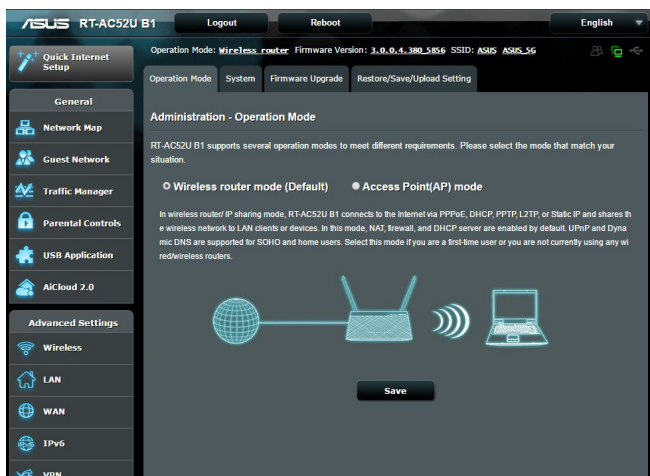 ASUS RT-AC52U B1 Logout Reboot English
Quick Internet Setup
Operation Mode: Wireless router Firmware Version: 3.0.0.4.380_5856 SSID: ASUS ASUS_5G
Operation Mode System Firmware Upgrade Restore/Save/Upload Setting
General
Network Map
Guest Network
Traffic Manager
Parental Controls
USB Application
AiCloud 2.0
Advanced Settings
Wireless
LAN
WAN
IPv6
VPN
Administration - Operation Mode
RT-AC52U B1 supports several operation modes to meet different requirements. Please select the mode that match your
situation.
Wireless router mode (Default) Access Point(AP) mode
In wireless router/ IP sharing mode, RT-AC52U B1 connects to the Internet via PPPoE, DHCP, PPTP, L2TP, or Static IP and shares th
e wireless network to LAN clients or devices. In this mode, NAT, firewall, and DHCP server are enabled by default. UPnP and Dyna
mic DNS are supported for SOHO and home users. Select this mode if you are a first-time user or you are not currently using any wi
red/wireless routers.
Save